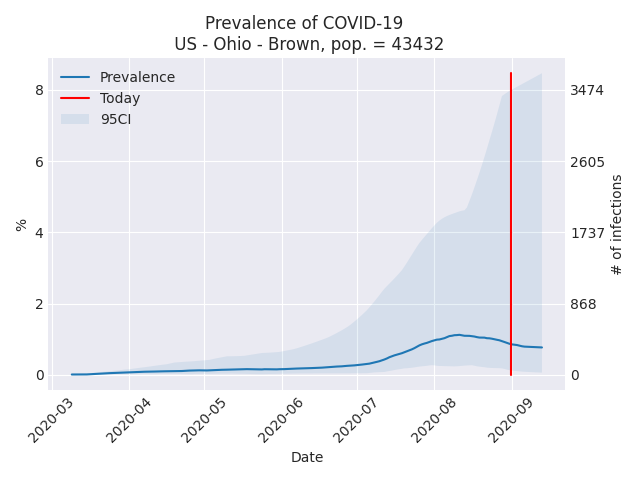 Prevalence of COVID-19
US - Ohio - Brown, pop. = 43432
Prevalence
Today
95CI
%
8
6
4
2
0
3474
2605
1737
868
0
# of infections
2020-03
2020-04
2020-05
2020-06
2020-07
2020-08
2020-09
Date